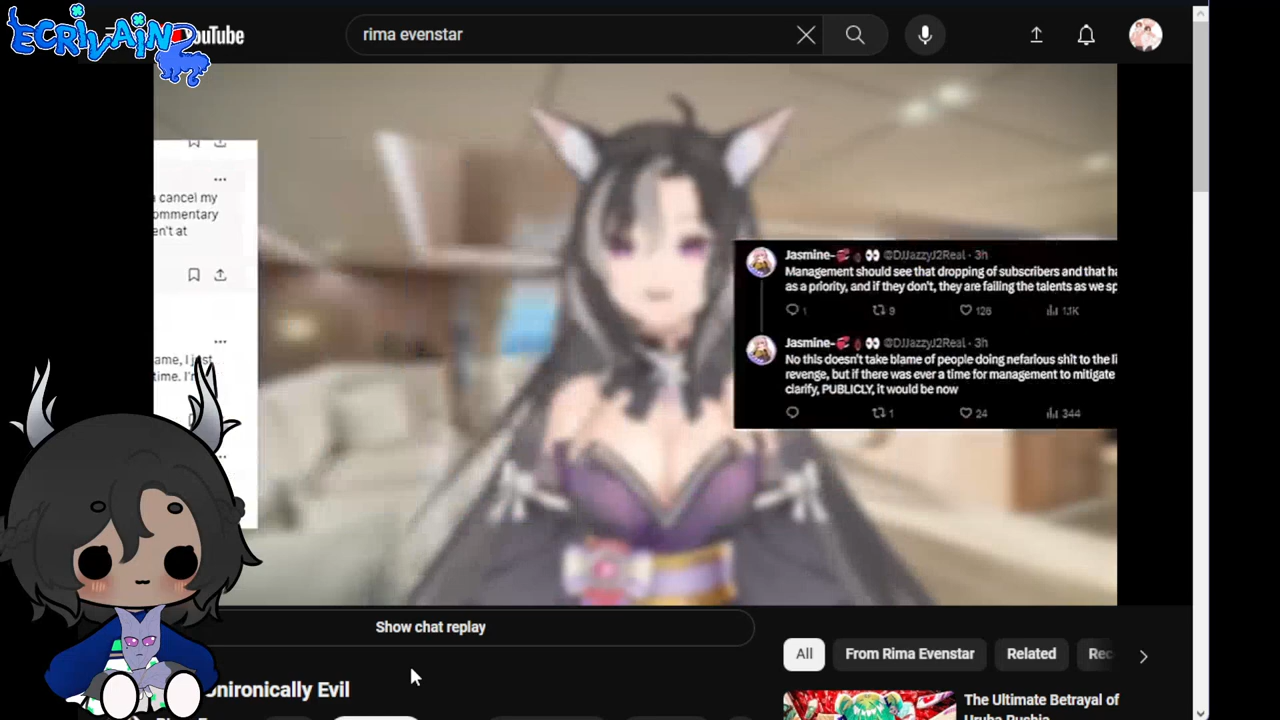 ECRIVAIN
YouTube
rima evenstar
cancel my
ommentary
en't at
ame, I just
time. I'
Jasmine- @DJJazzyJ2Real · 3h
Management should see that dropping of subscribers and that ha
as a priority, and if they don't, they are failing the talents as we sp
1 9 126 1.1K
Jasmine- @DJJazzyJ2Real · 3h
No this doesn't take blame of people doing nefarious shit to the li
revenge, but if there was ever a time for management to mitigate
clarify, PUBLICLY, it would be now
1 24 344
Show chat replay
nironically Evil
All From Rima Evenstar Related Rec
The Ultimate Betrayal of
Uruha Rushia